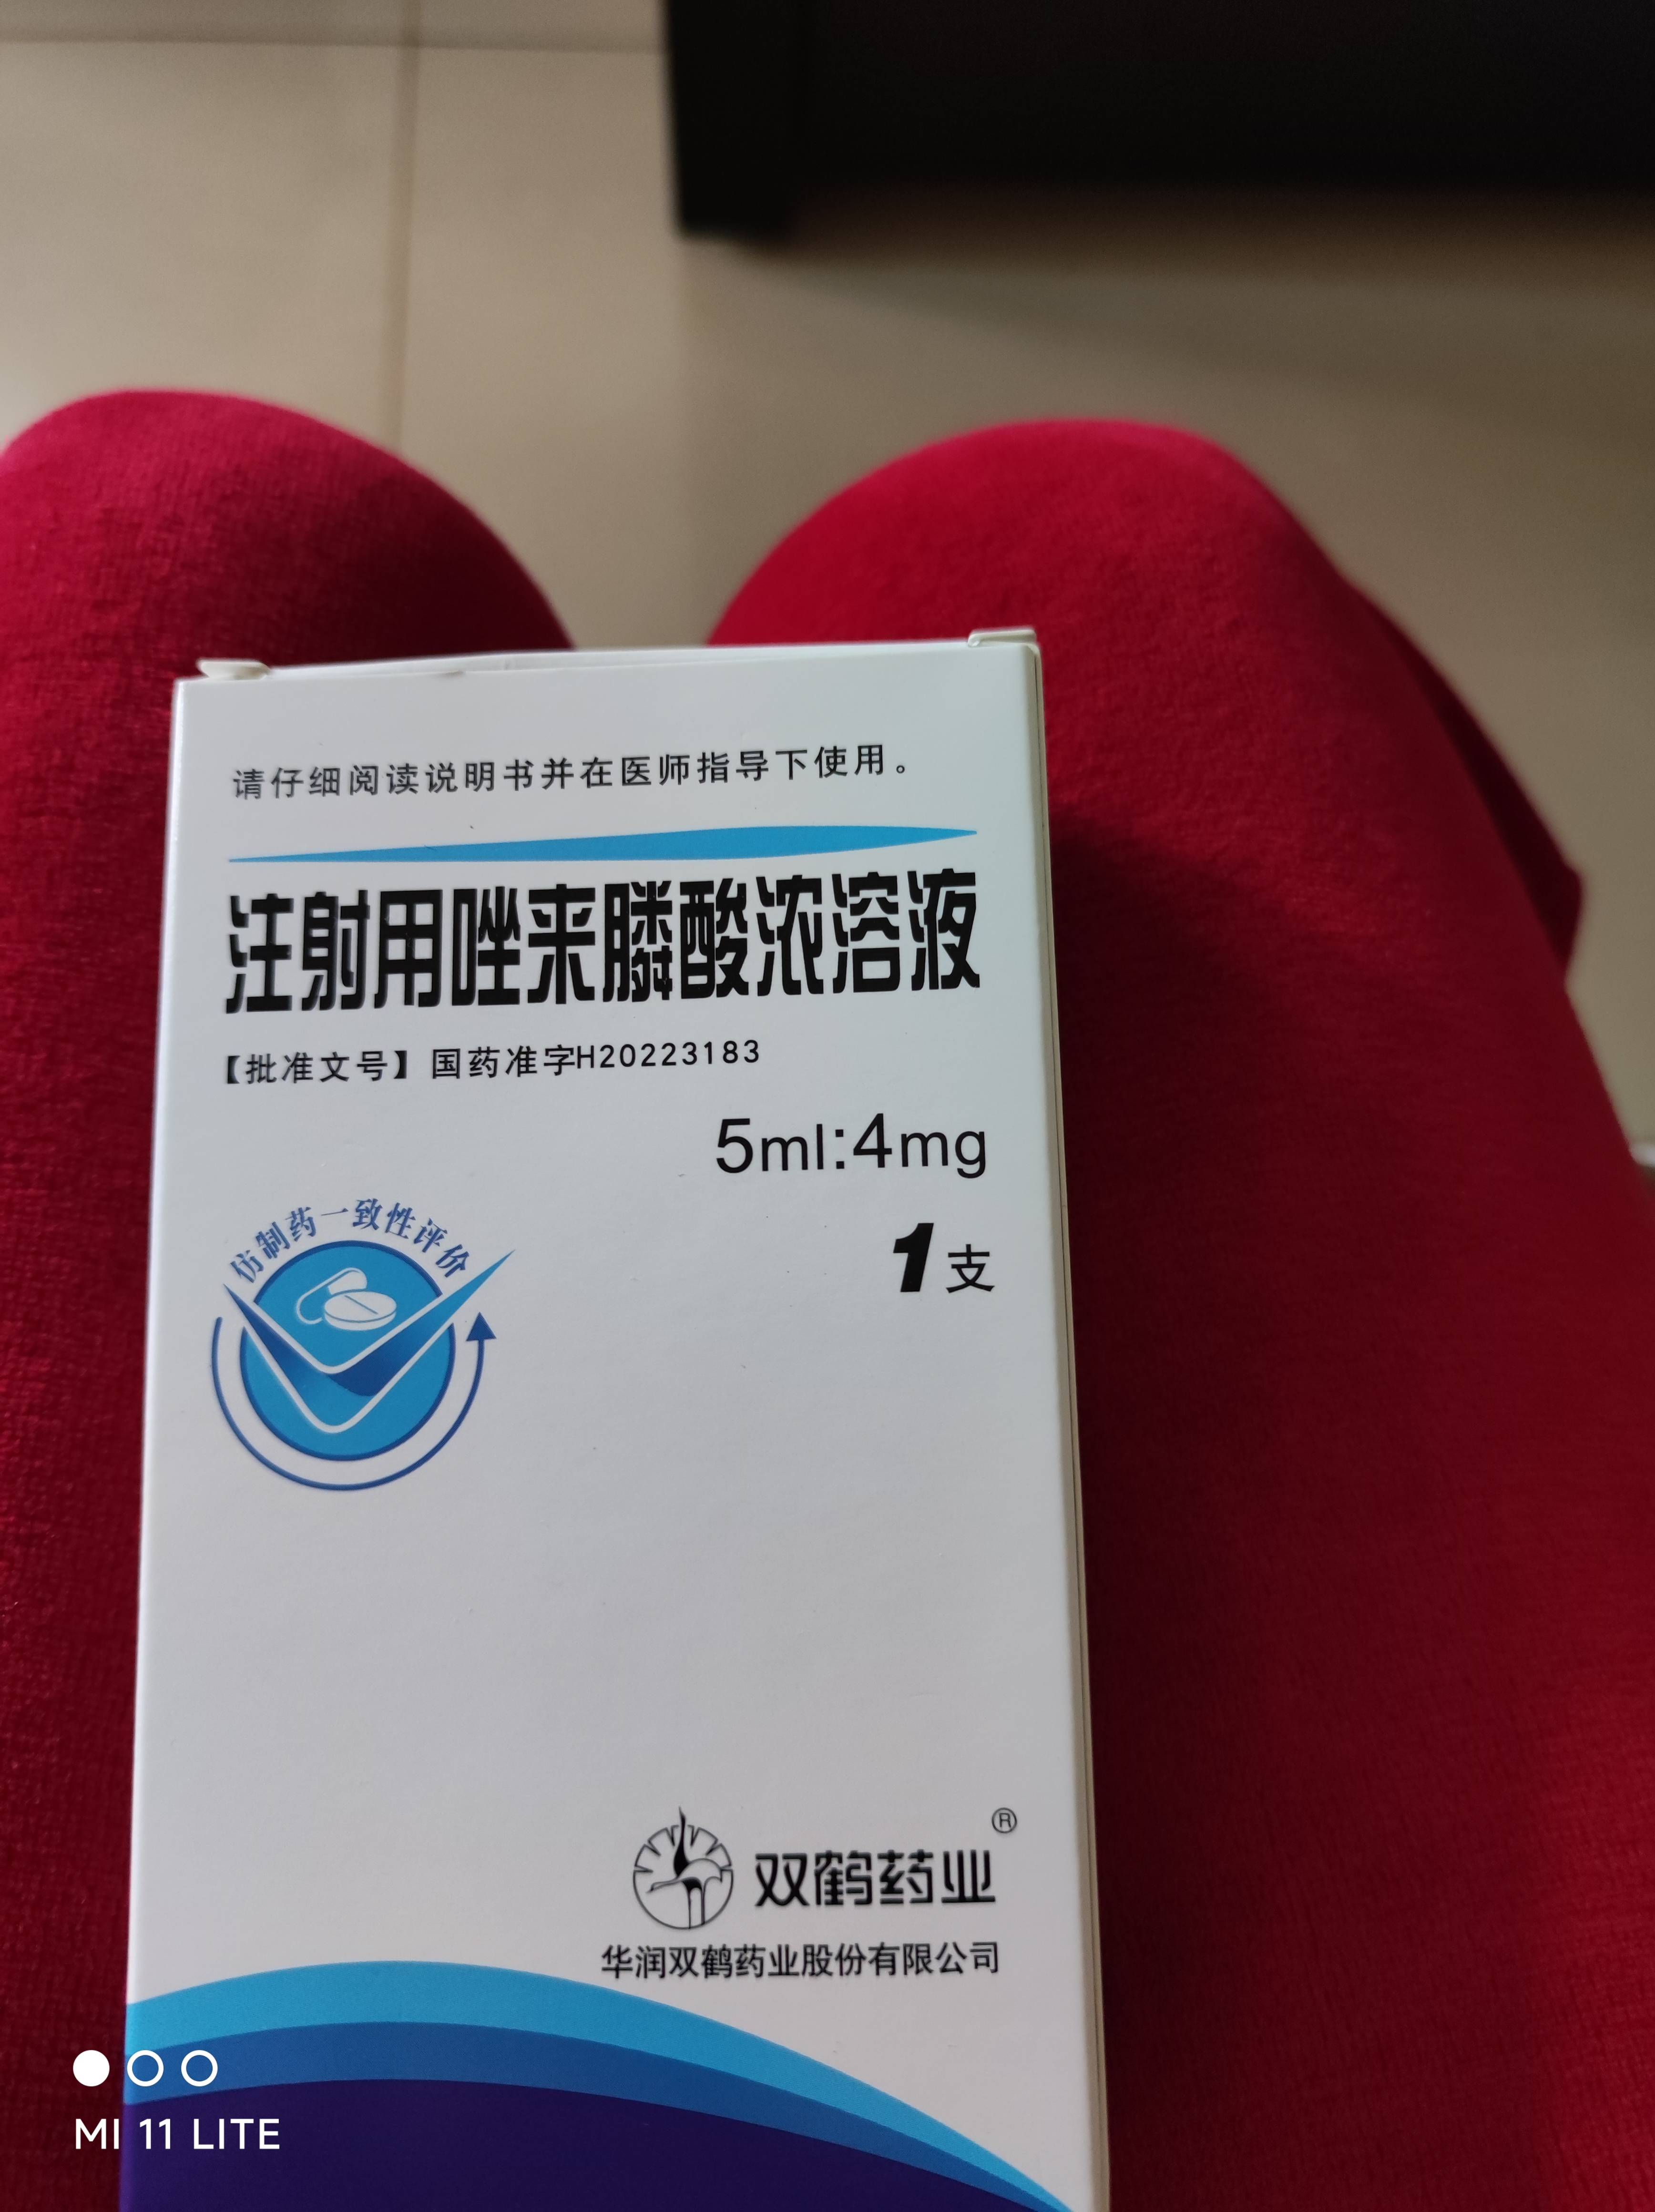 请仔细阅读说明书并在医师指导下使用。
注射用唑来膦酸浓溶液
【批准文号】国药准字H20223183
5ml:4mg
1支
仿制药一致性评价
®
双鹤药业
华润双鹤药业股份有限公司
MI 11 LITE